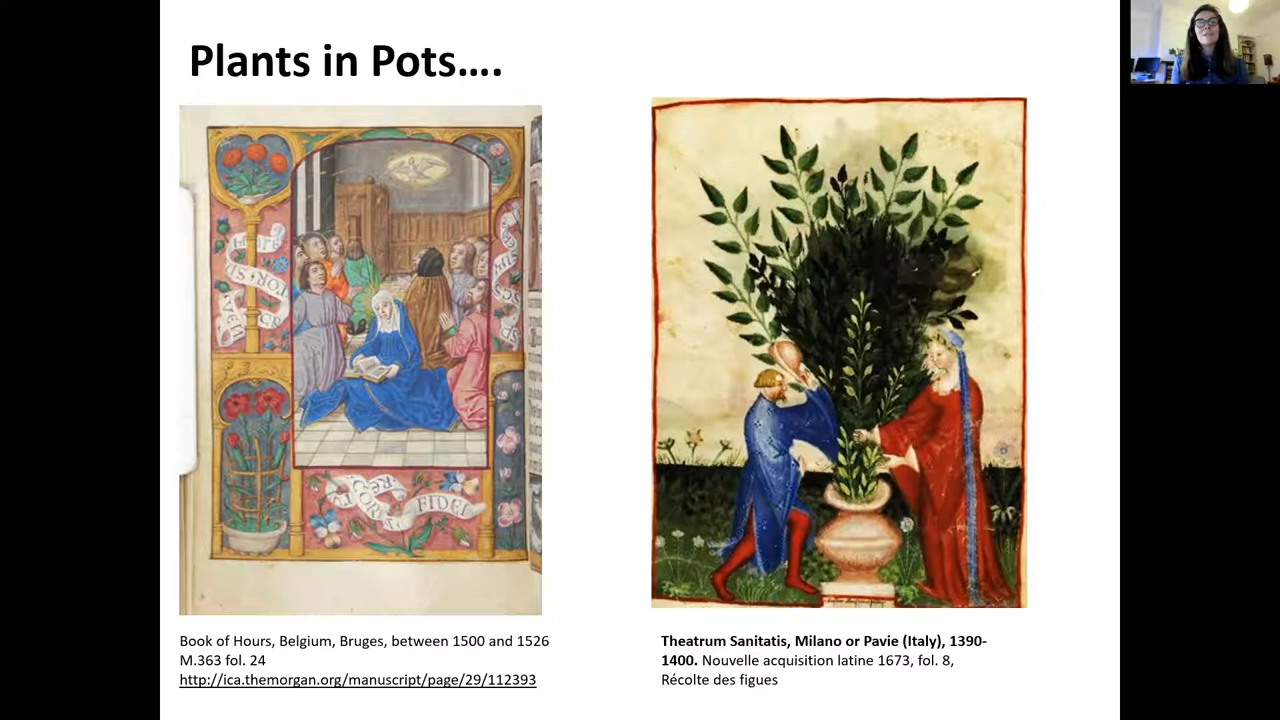 Plants in Pots....
FIDEI
Book of Hours, Belgium, Bruges, between 1500 and 1526
M.363 fol. 24
http://ica.themorgan.org/manuscript/page/29/112393
Theatrum Sanitatis, Milano or Pavie (Italy), 1390-
1400. Nouvelle acquisition latine 1673, fol. 8,
Récolte des figues